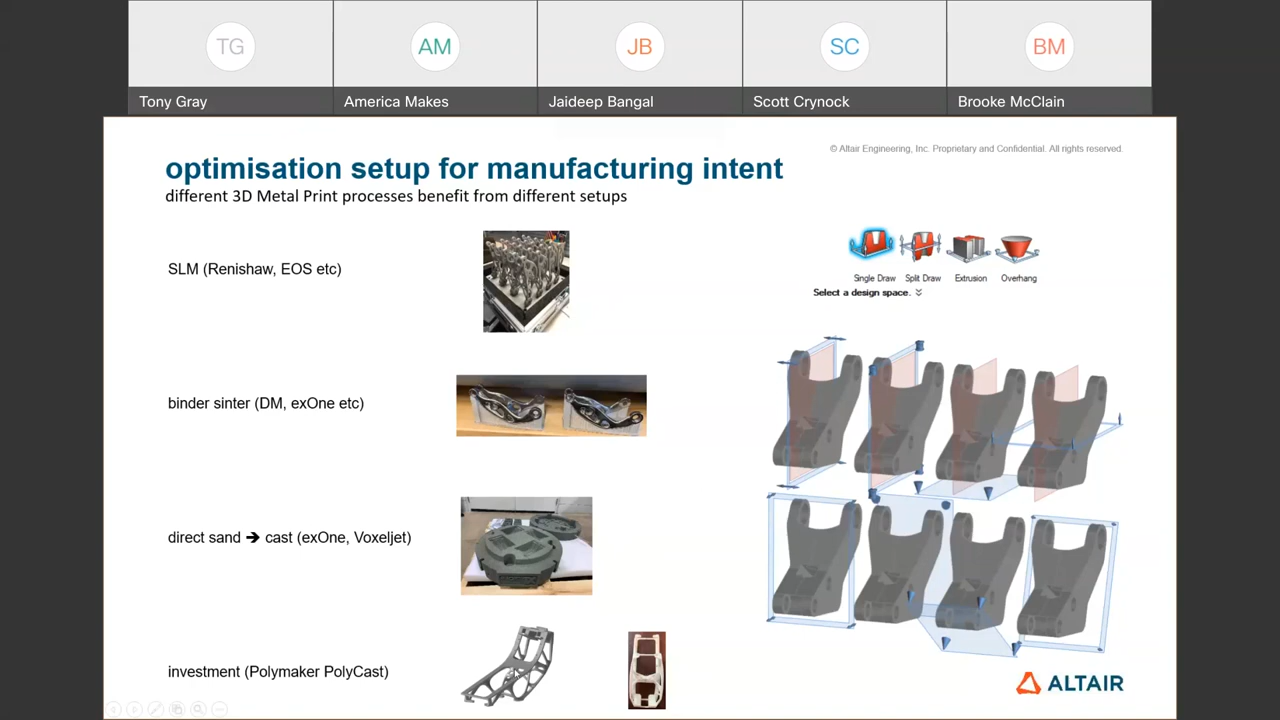 TG
AM
JB
SC
BM
Tony Gray
America Makes
Jaideep Bangal
Scott Crynock
Brooke McClain
© Altair Engineering, Inc. Proprietary and Confidential. All rights reserved.
optimisation setup for manufacturing intent
different 3D Metal Print processes benefit from different setups
SLM (Renishaw, EOS etc)
Single Draw
Split Draw
Extrusion
Overhang
Select a design space.
binder sinter (DM, exOne etc)
direct sand ➔ cast (exOne, Voxeljet)
investment (Polymaker PolyCast)
ALTAIR